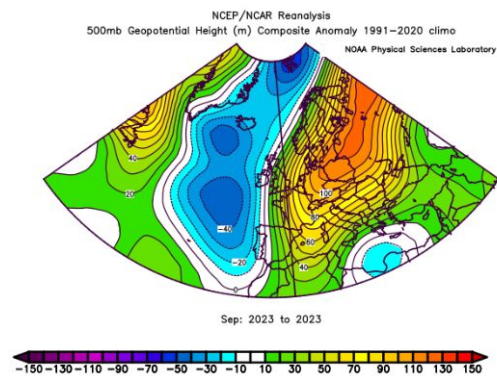 NCEP/NCAR Reanalysis
500mb Geopotential Height (m) Composite Anomaly 1991-2020 climo
NOAA Physical Sciences Laboratory
40
20
0
-20
-40
100
80
60
40
Sep: 2023 to 2023
-150 -130 -110 -90 -70 -50 -30 -10 10 30 50 70 90 110 130 150